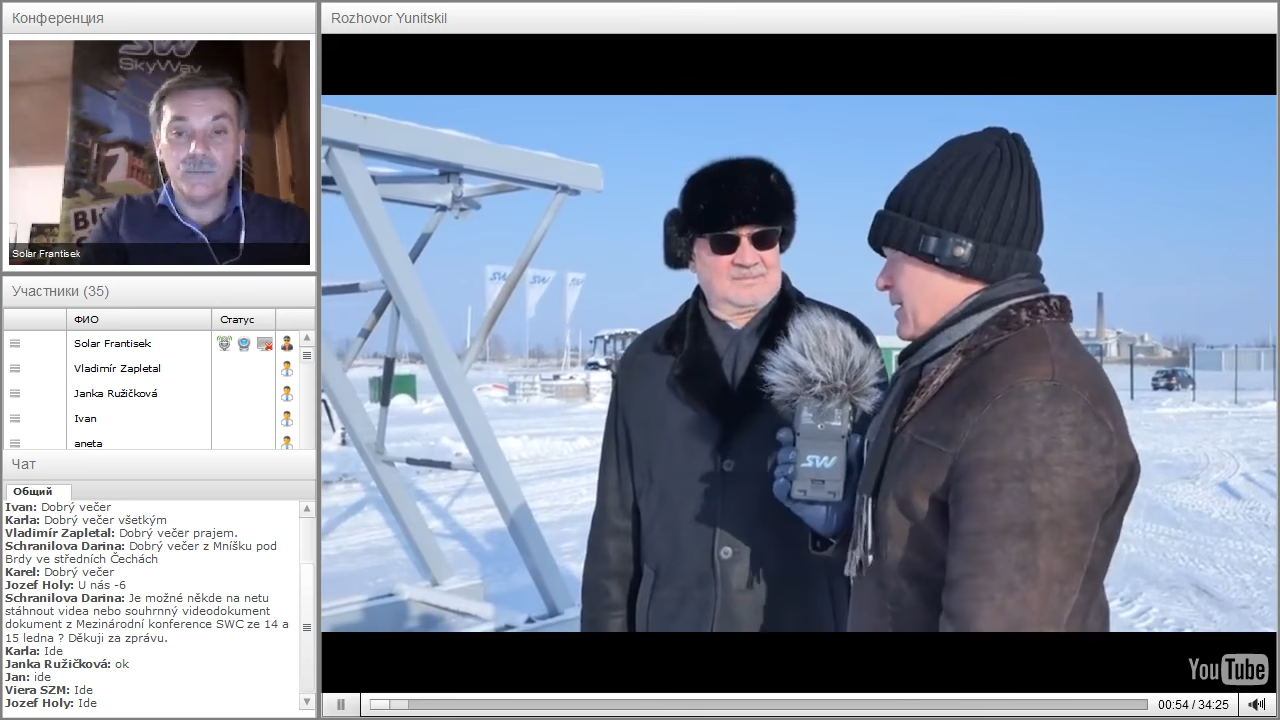 Конференция
SW
SkyWay
Solar Frantisek
Участники (35)
ФИО
Статус
Solar Frantisek
Vladimír Zapletal
Janka Ružičková
Ivan
aneta
Чат
Общий
Ivan: Dobrý večer
Karla: Dobrý večer všetkým
Vladimír Zapletal: Dobrý večer prajem.
Schranilova Darina: Dobrý večer z Mníšku pod
Brdy ve středních Čechách
Karel: Dobrý večer
Jozef Holy: U nás -6
Schranilova Darina: Je možné někde na netu
stáhnout videa nebo souhrnný videodokument
dokument z Mezinárodní konference SWC ze 14 a
15 ledna ? Děkuji za zprávu.
Karla: Ide
Janka Ružičková: ok
Jan: ide
Viera SZM: Ide
Jozef Holy: Ide
Rozhovor Yunitskil
SW
SW
SW
SW
YouTube
00:54 / 34:25